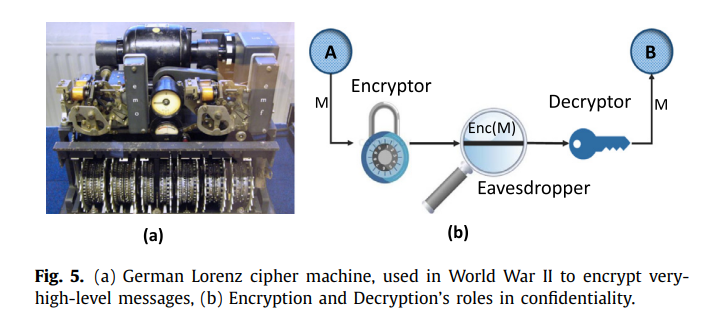 A
B
Encryptor
M
Decryptor
M
Enc(M)
Eavesdropper
(a)
(b)
Fig. 5. (a) German Lorenz cipher machine, used in World War II to encrypt very-
high-level messages, (b) Encryption and Decryption's roles in confidentiality.